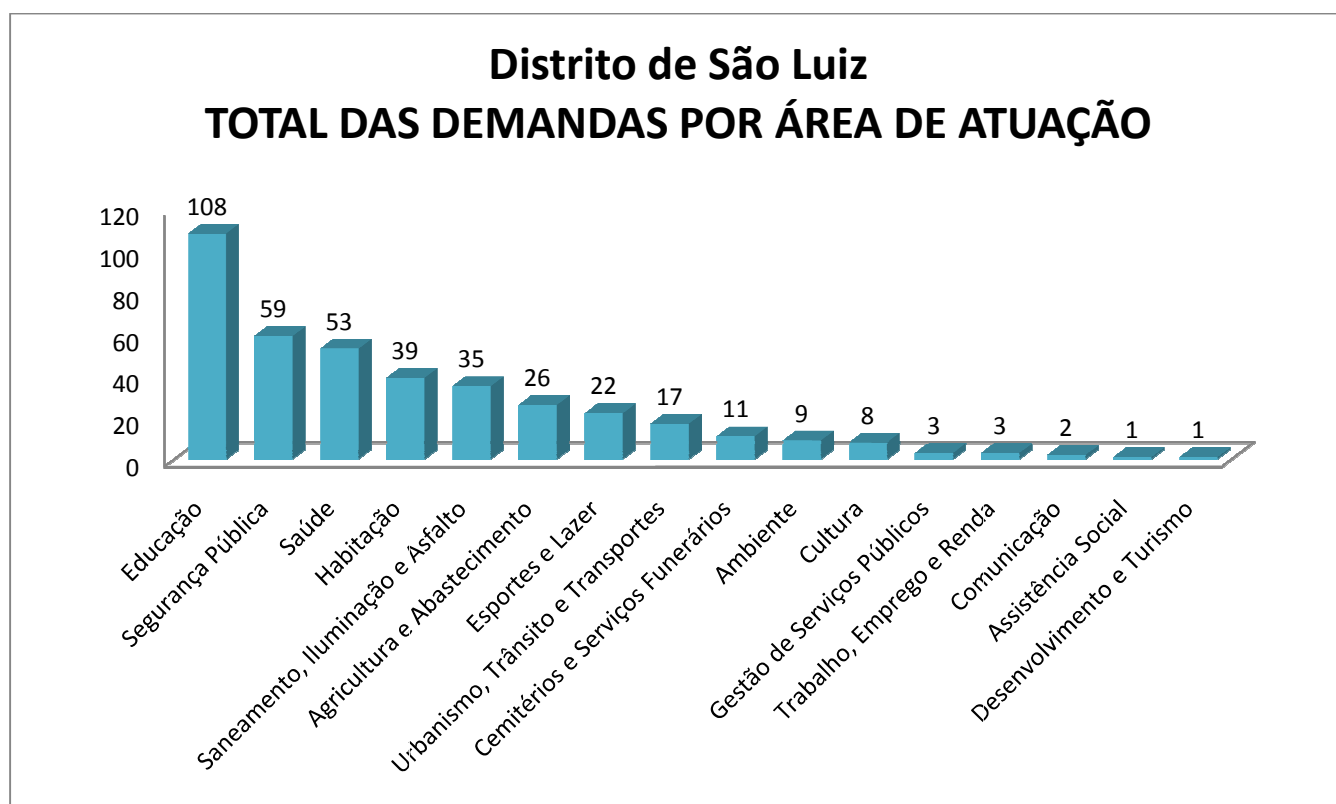 Distrito de São Luiz
TOTAL DAS DEMANDAS POR ÁREA DE ATUAÇÃO
120
100
80
60
40
20
0
108
59
53
39
35
26
22
17
11
9
8
3
3
2
1
1
Educação
Segurança Pública
Saúde
Habitação
Saneamento, Iluminação e Asfalto
Agricultura e Abastecimento
Esportes e Lazer
Urbanismo, Trânsito e Transportes
Cemitérios e Serviços Funerários
Ambiente
Cultura
Gestão de Serviços Públicos
Trabalho, Emprego e Renda
Comunicação
Assistência Social
Desenvolvimento e Turismo